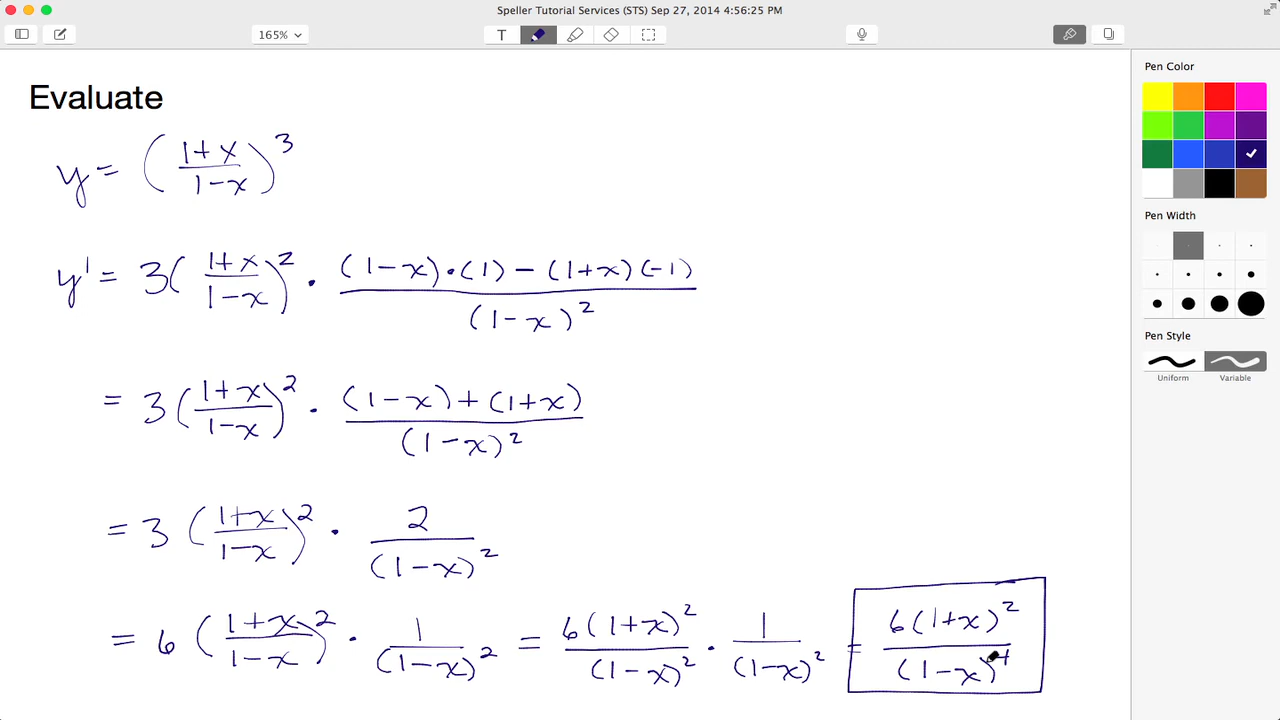 Speller Tutorial Services (STS) Sep 27, 2014 4:56:25 PM
165%
T
Pen Color
Evaluate
y = ((1+x)/(1-x))^3
Pen Width
y' = 3((1+x)/(1-x))^2 · ((1-x)·(1) - (1+x)(-1))/(1-x)^2
Pen Style
Uniform Variable
= 3((1+x)/(1-x))^2 · ((1-x)+(1+x))/(1-x)^2
= 3((1+x)/(1-x))^2 · 2/(1-x)^2
= 6((1+x)/(1-x))^2 · 1/(1-x)^2 = 6(1+x)^2/(1-x)^2 · 1/(1-x)^2 = 6(1+x)^2/(1-x)^4